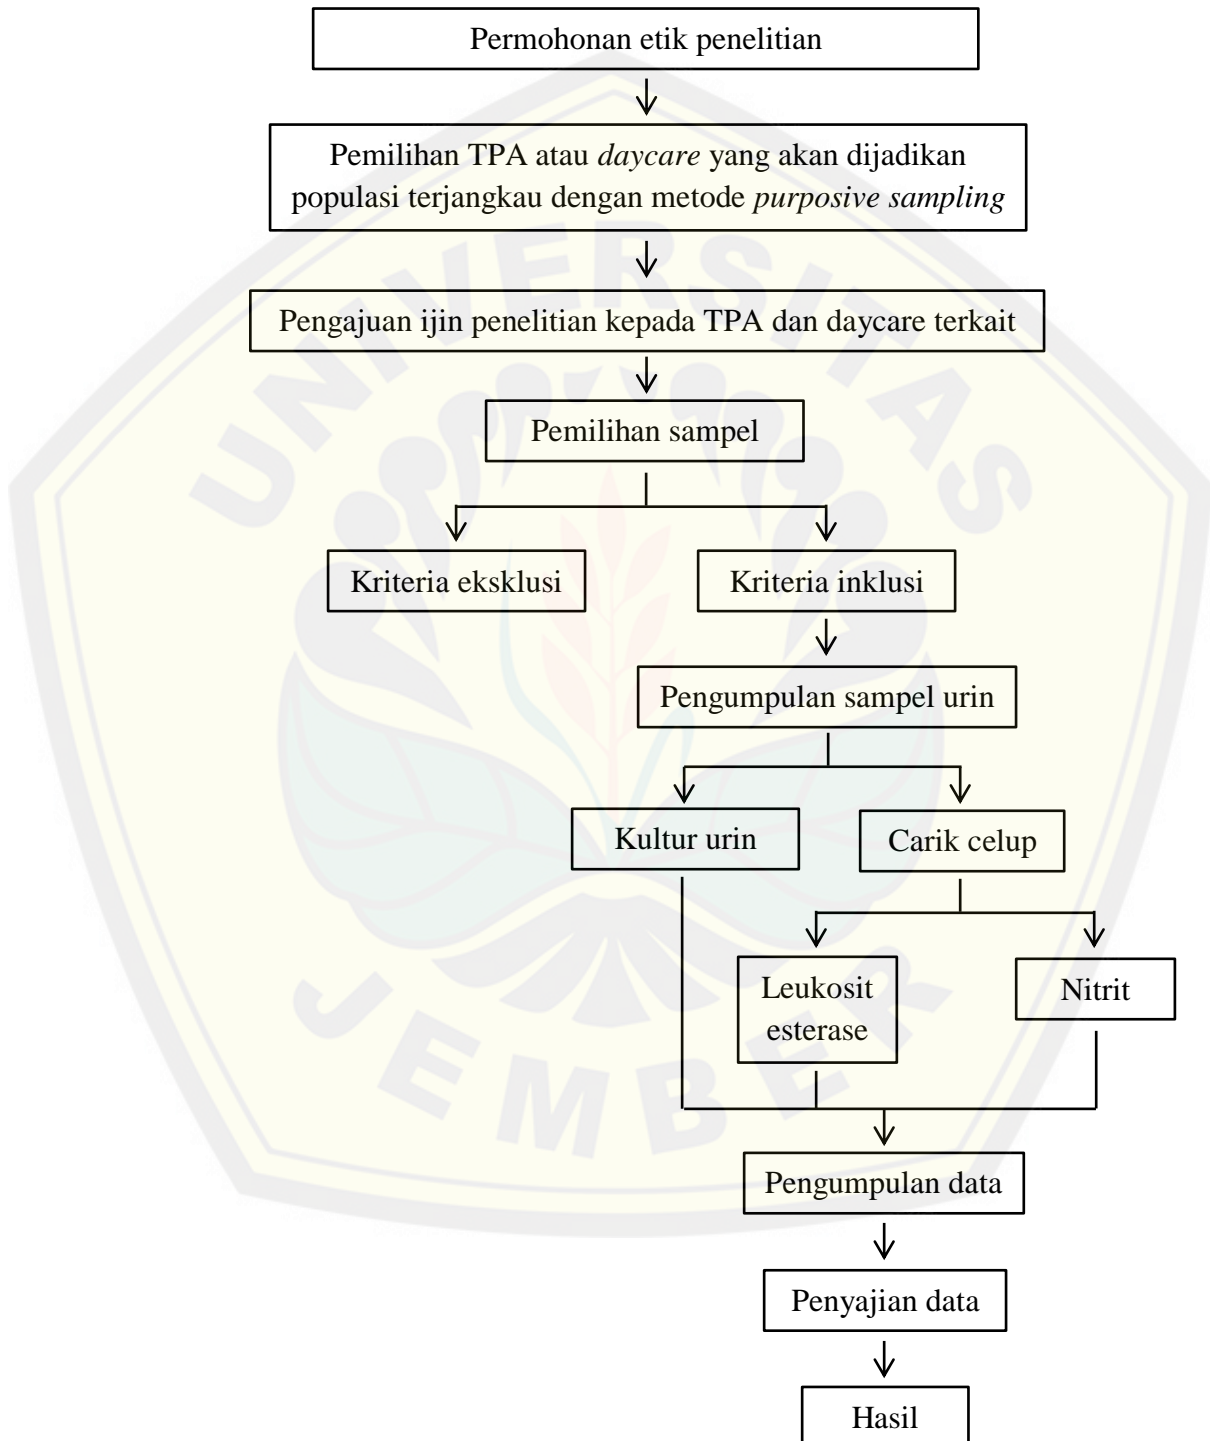 Permohonan etik penelitian
Pemilihan TPA atau daycare yang akan dijadikan
populasi terjangkau dengan metode purposive sampling
Pengajuan ijin penelitian kepada TPA dan daycare terkait
Pemilihan sampel
Kriteria eksklusi
Kriteria inklusi
Pengumpulan sampel urin
Kultur urin
Carik celup
Leukosit
esterase
Nitrit
Pengumpulan data
Penyajian data
Hasil
UNIVERSITAS
JEMBER